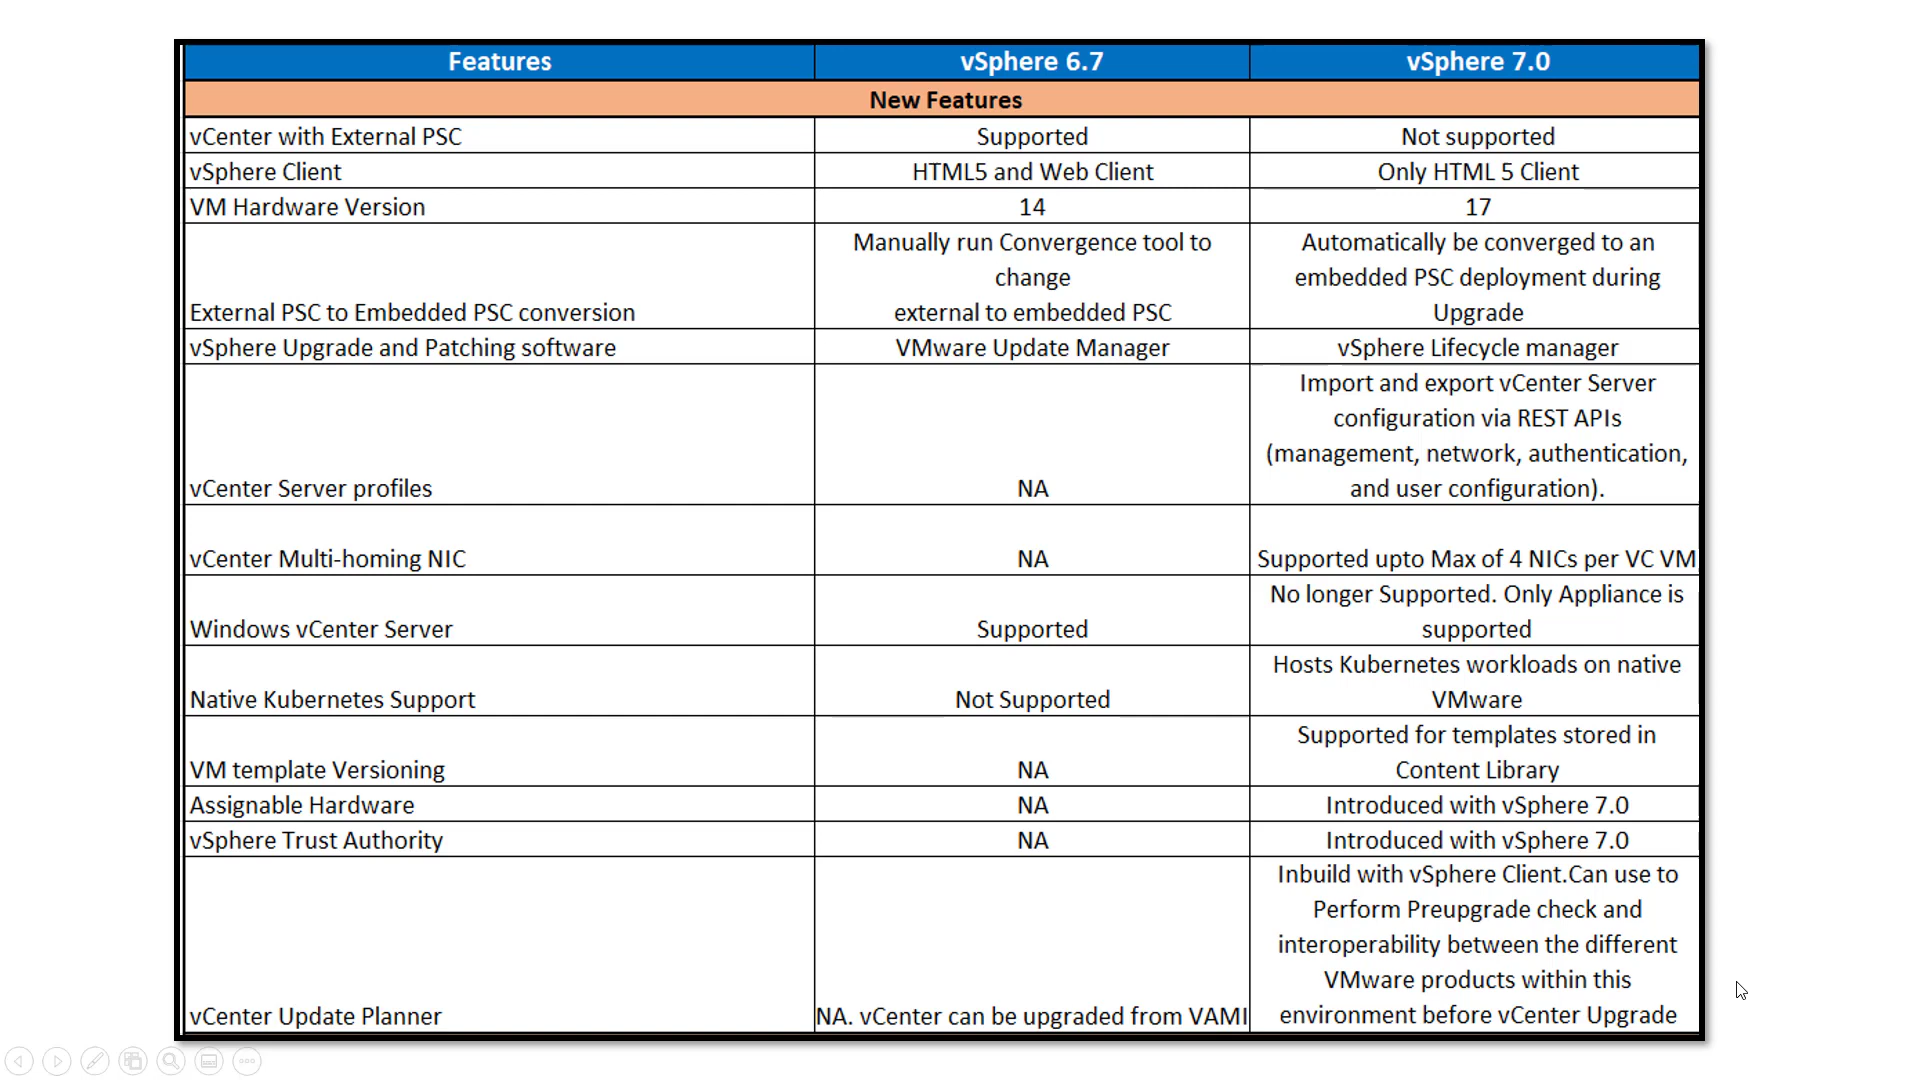 Features vSphere 6.7 vSphere 7.0
New Features
vCenter with External PSC Supported Not supported
vSphere Client HTML5 and Web Client Only HTML 5 Client
VM Hardware Version 14 17
Manually run Convergence tool to Automatically be converged to an
change embedded PSC deployment during
External PSC to Embedded PSC conversion external to embedded PSC Upgrade
vSphere Upgrade and Patching software VMware Update Manager vSphere Lifecycle manager
Import and export vCenter Server
configuration via REST APIs
(management, network, authentication,
vCenter Server profiles NA and user configuration).
vCenter Multi-homing NIC NA Supported upto Max of 4 NICs per VC VM
No longer Supported. Only Appliance is
Windows vCenter Server Supported supported
Hosts Kubernetes workloads on native
Native Kubernetes Support Not Supported VMware
Supported for templates stored in
VM template Versioning NA Content Library
Assignable Hardware NA Introduced with vSphere 7.0
vSphere Trust Authority NA Introduced with vSphere 7.0
Inbuild with vSphere Client.Can use to
Perform Preupgrade check and
interoperability between the different
VMware products within this
vCenter Update Planner NA. vCenter can be upgraded from VAMI environment before vCenter Upgrade